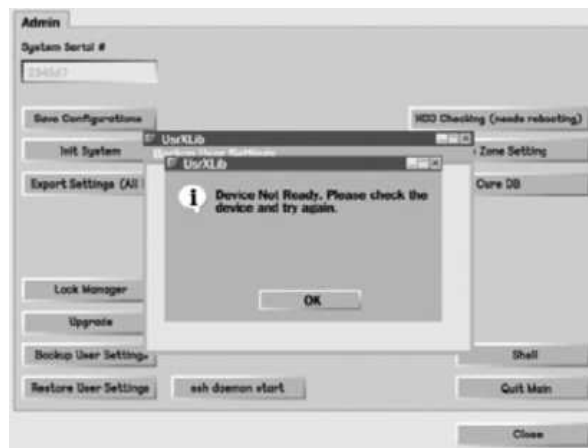 Admin
System Serial #
Save Configurations
HDD Checking (needs rebooting)
UsrXLib
Init System
Backup User Settings
Zone Setting
UsrXLib
Export Settings (All
Cure DB
Device Not Ready. Please check the
device and try again.
OK
Lock Manager
Upgrade
Backup User Settings
Shell
Restore User Settings
ssh daemon start
Quit Main
Close